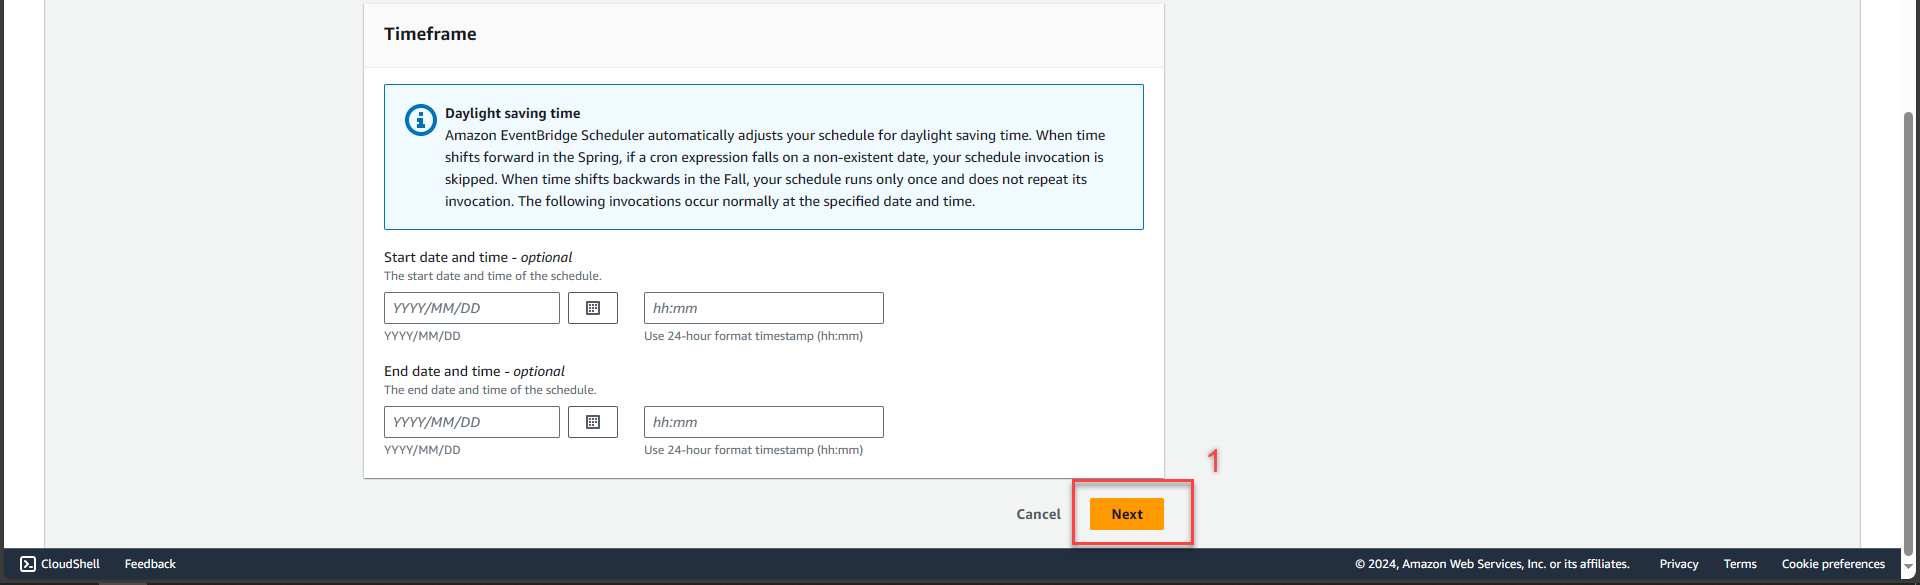 Timeframe
Daylight saving time
Amazon EventBridge Scheduler automatically adjusts your schedule for daylight saving time. When time
shifts forward in the Spring, if a cron expression falls on a non-existent date, your schedule invocation is
skipped. When time shifts backwards in the Fall, your schedule runs only once and does not repeat its
invocation. The following invocations occur normally at the specified date and time.
Start date and time - optional
The start date and time of the schedule.
YYYY/MM/DD hh:mm
YYYY/MM/DD Use 24-hour format timestamp (hh:mm)
End date and time - optional
The end date and time of the schedule.
YYYY/MM/DD hh:mm
YYYY/MM/DD Use 24-hour format timestamp (hh:mm)
1
Cancel Next
CloudShell Feedback © 2024, Amazon Web Services, Inc. or its affiliates. Privacy Terms Cookie preferences